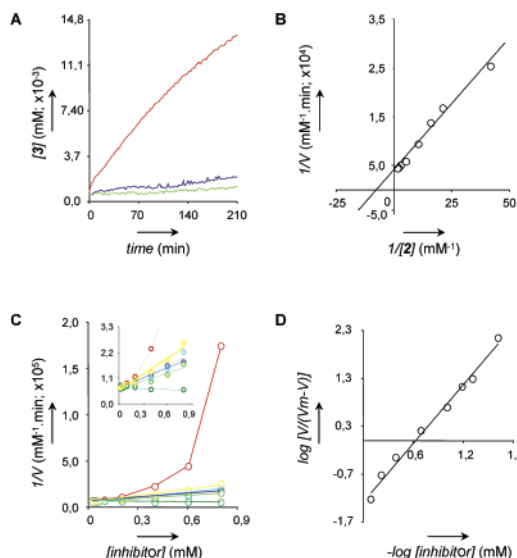 A
[3] (mM; x10⁻³)
14,8
11,1
7,40
3,7
0,0
0 70 140 210
time (min)
B
1/V (mM⁻¹.min; x10⁴)
3,5
2,5
1,5
5,0
-5,0
-25 0 25 50
1/[2] (mM⁻¹)
C
1/V (mM⁻¹.min; x10⁵)
2,0
1,5
1,0
5,0
0,0
3,3
2,2
1,1
0,0
0 0,3 0,6 0,9
0 0,3 0,6 0,9
[inhibitor] (mM)
D
log [V/(Vm-V)]
2,3
1,3
-0,7
-1,7
0,6 1,2
-log [inhibitor] (mM)